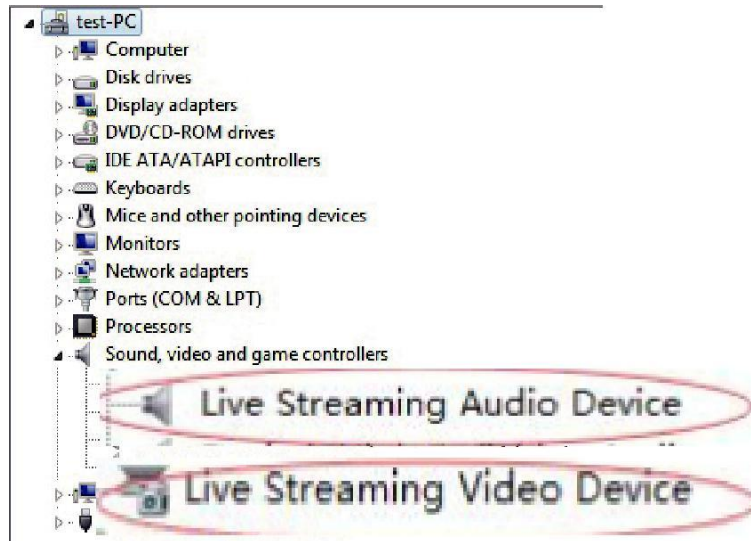 test-PC
Computer
Disk drives
Display adapters
DVD/CD-ROM drives
IDE ATA/ATAPI controllers
Keyboards
Mice and other pointing devices
Monitors
Network adapters
Ports (COM & LPT)
Processors
Sound, video and game controllers
Live Streaming Audio Device
Live Streaming Video Device